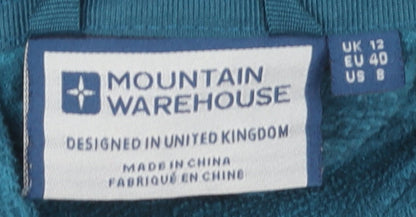 MOUNTAIN
WAREHOUSE
DESIGNED IN UNITED KINGDOM
MADE IN CHINA
FABRIQUÉ EN CHINE
UK 12
EU 40
US 8